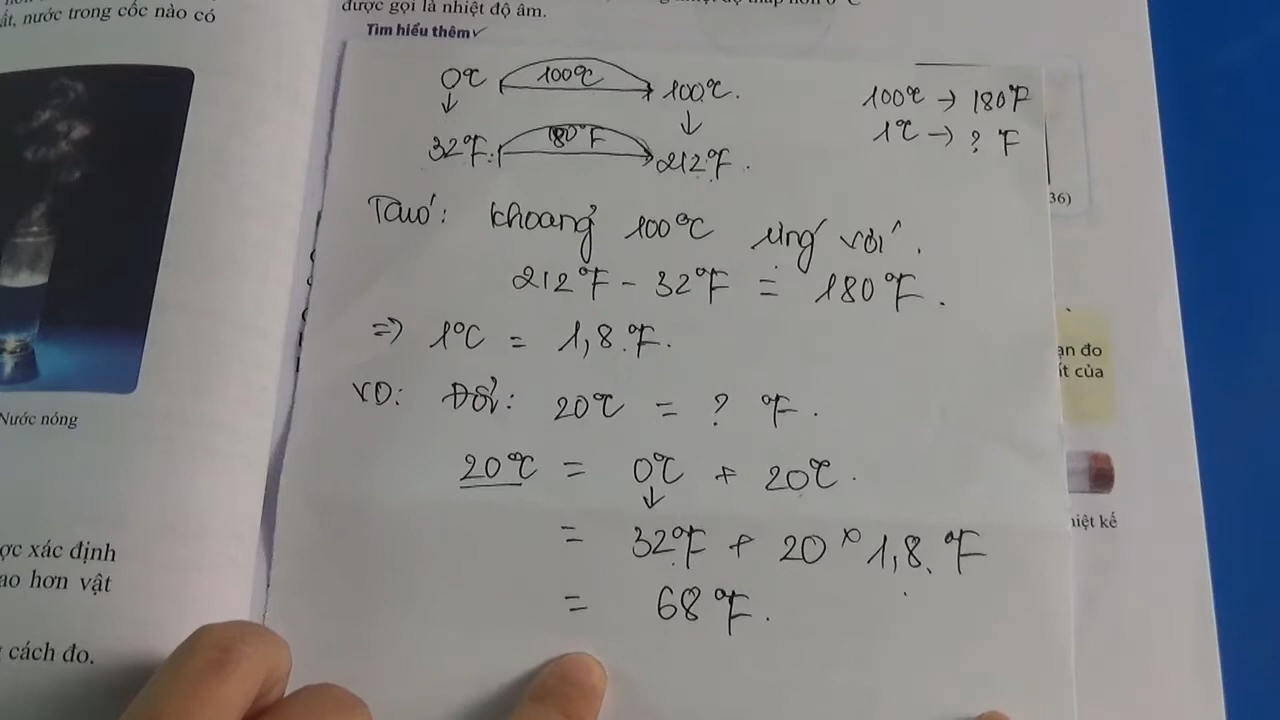 ất, nước trong cốc nào có
Nước nóng
ợc xác định
ao hơn vật
cách đo.
được gọi là nhiệt độ âm.
Tìm hiểu thêm
0°C 100°C 100°C.
32°F. 180°F 212°F.
100°C → 180°F
1°C → ? °F
Ta có: khoảng 100°C ứng với.
212°F - 32°F = 180°F.
=> 1°C = 1,8°F.
VD: Đổi: 20°C = ? °F.
20°C = 0°C + 20°C.
= 32°F + 20 x 1,8°F
= 68°F.
36)
ạn đo
ít của
hiệt kế